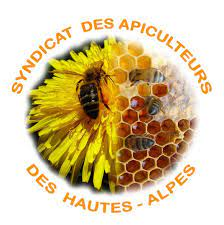 SYNDICAT DES APICULTEURS
DES HAUTES - ALPES